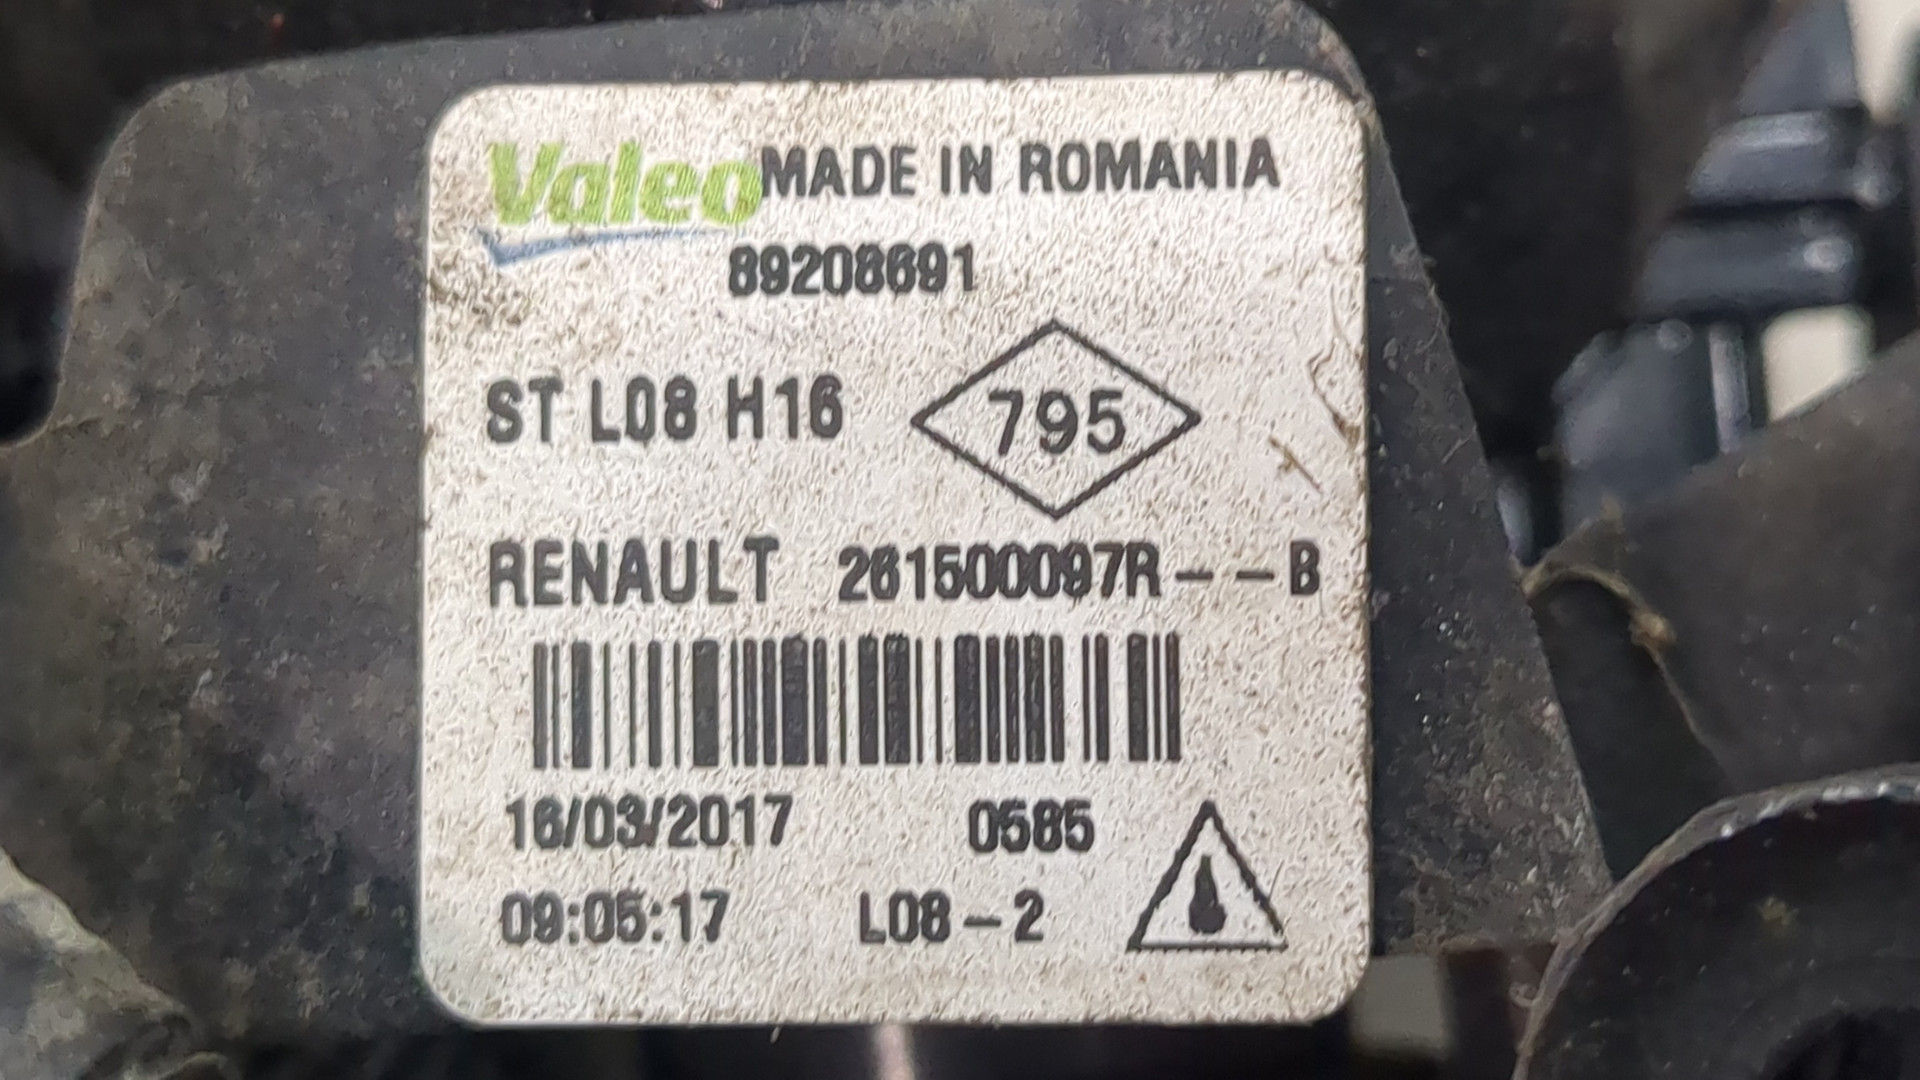 Valeo MADE IN ROMANIA
89208691
ST L08 H16 795
RENAULT 261500097R--B
16/03/2017 0585
09:05:17 L08-2